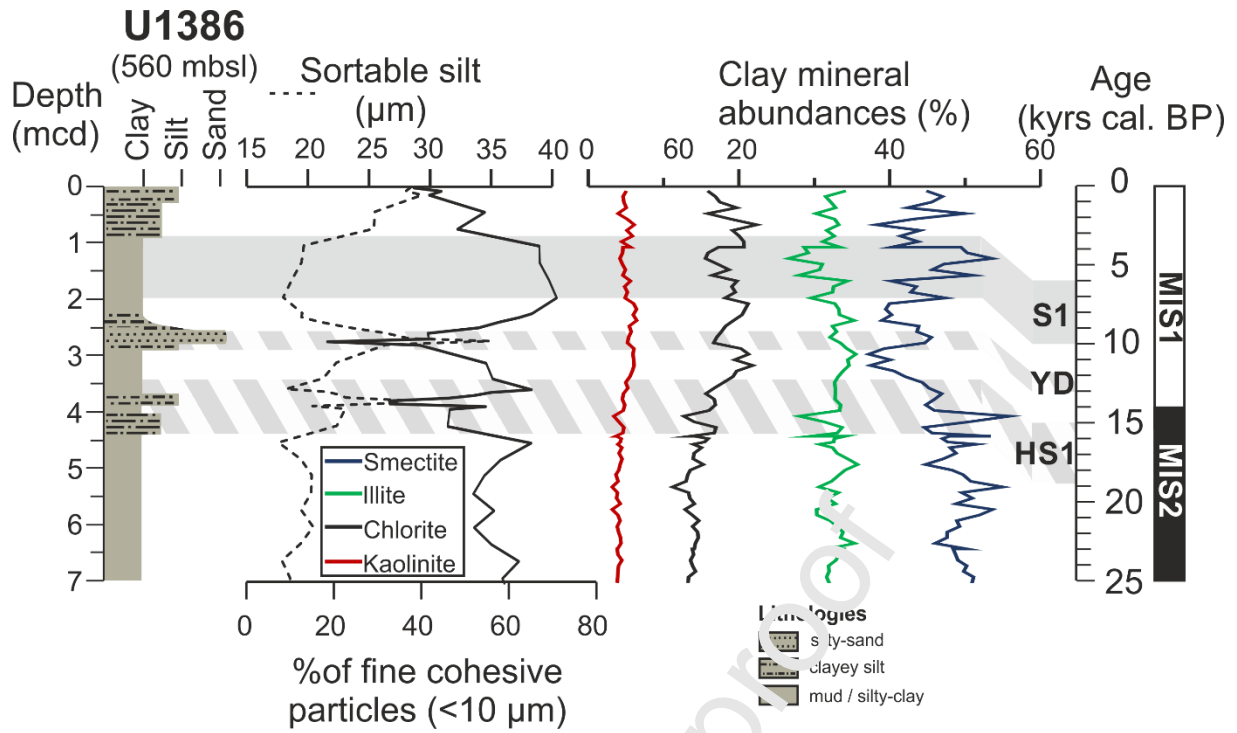 U1386
(560 mbsl)
Depth
(mcd)
Clay
Silt
Sand
Sortable silt
(µm)
Clay mineral
abundances (%)
Age
(kyrs cal. BP)
15 20 25 30 35 40
0 60 20 40 60
0
1
2
3
4
5
6
7
Smectite
Illite
Chlorite
Kaolinite
0 20 40 60 80
%of fine cohesive
particles (<10 µm)
S1
YD
HS1
0
5
10
15
20
25
MIS1
MIS2
Lithologies
silty-sand
clayey silt
mud / silty-clay
proof